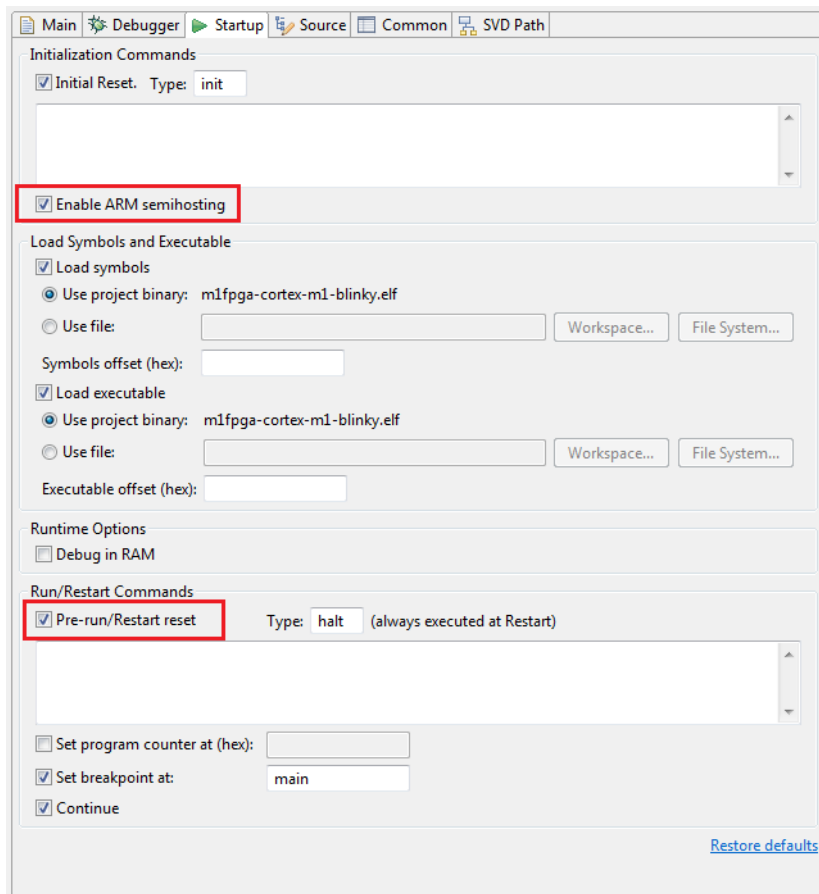 Main Debugger Startup Source Common SVD Path
Initialization Commands
Initial Reset. Type: init
Enable ARM semihosting
Load Symbols and Executable
Load symbols
Use project binary: m1fpga-cortex-m1-blinky.elf
Use file: Workspace... File System...
Symbols offset (hex):
Load executable
Use project binary: m1fpga-cortex-m1-blinky.elf
Use file: Workspace... File System...
Executable offset (hex):
Runtime Options
Debug in RAM
Run/Restart Commands
Pre-run/Restart reset Type: halt (always executed at Restart)
Set program counter at (hex):
Set breakpoint at: main
Continue
Restore defaults